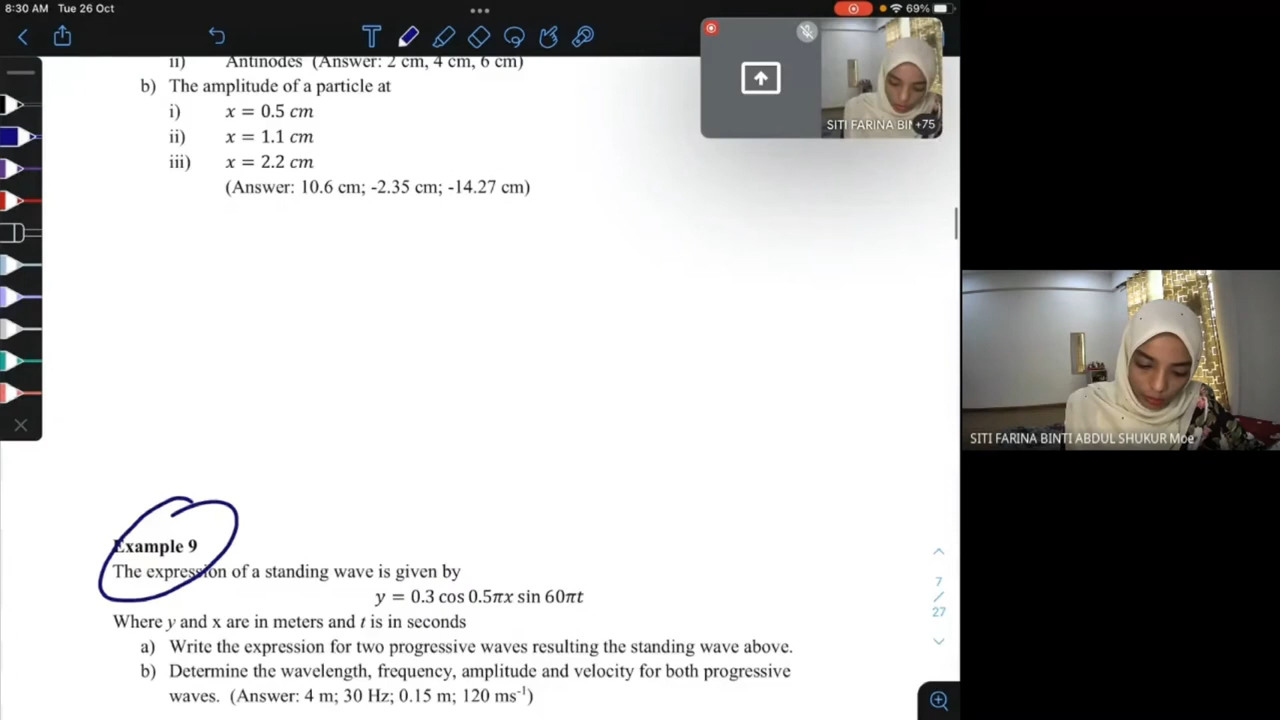 8:30 AM Tue 26 Oct
69%
ii) Antinodes (Answer: 2 cm, 4 cm, 6 cm)
b) The amplitude of a particle at
i) x = 0.5 cm
ii) x = 1.1 cm
iii) x = 2.2 cm
(Answer: 10.6 cm; -2.35 cm; -14.27 cm)
SITI FARINA BIN +75
SITI FARINA BINTI ABDUL SHUKUR Moe
Example 9
The expression of a standing wave is given by
y = 0.3 cos 0.5πx sin 60πt
Where y and x are in meters and t is in seconds
a) Write the expression for two progressive waves resulting the standing wave above.
b) Determine the wavelength, frequency, amplitude and velocity for both progressive
waves. (Answer: 4 m; 30 Hz; 0.15 m; 120 ms⁻¹)
7
/
27